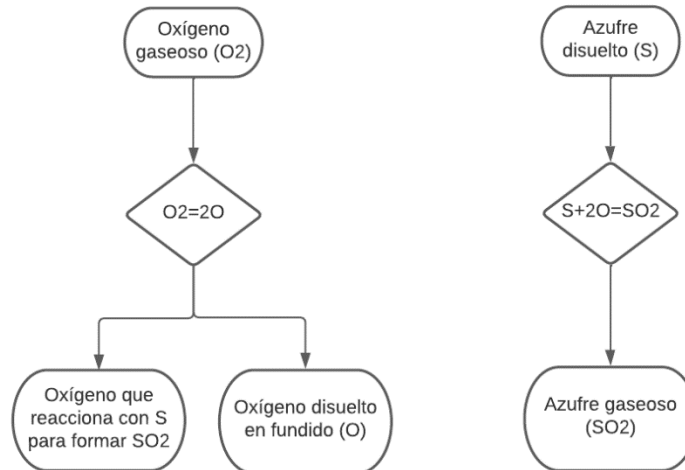 Oxígeno
gaseoso (O2)
O2=2O
Oxígeno que
reacciona con S
para formar SO2
Oxígeno disuelto
en fundido (O)
Azufre
disuelto (S)
S+2O=SO2
Azufre gaseoso
(SO2)